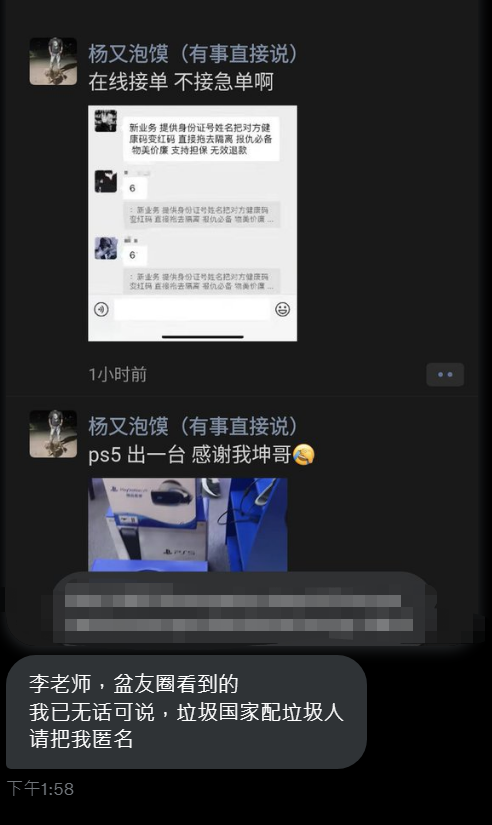 杨又泡馍（有事直接说）
在线接单 不接急单啊
新业务 提供身份证号姓名把对方健
康码变红码 直接拖去隔离 报仇必备
物美价廉 支持担保 无效退款
6
：新业务 提供身份证号姓名把对方健康码
变红码 直接拖去隔离 报仇必备 物美价廉 ...
6
：新业务 提供身份证号姓名把对方健康码
变红码 直接拖去隔离 报仇必备 物美价廉 ...
1小时前
杨又泡馍（有事直接说）
ps5 出一台 感谢我坤哥🤣
PS5
李老师，盆友圈看到的
我已无话可说，垃圾国家配垃圾人
请把我匿名
下午1:58